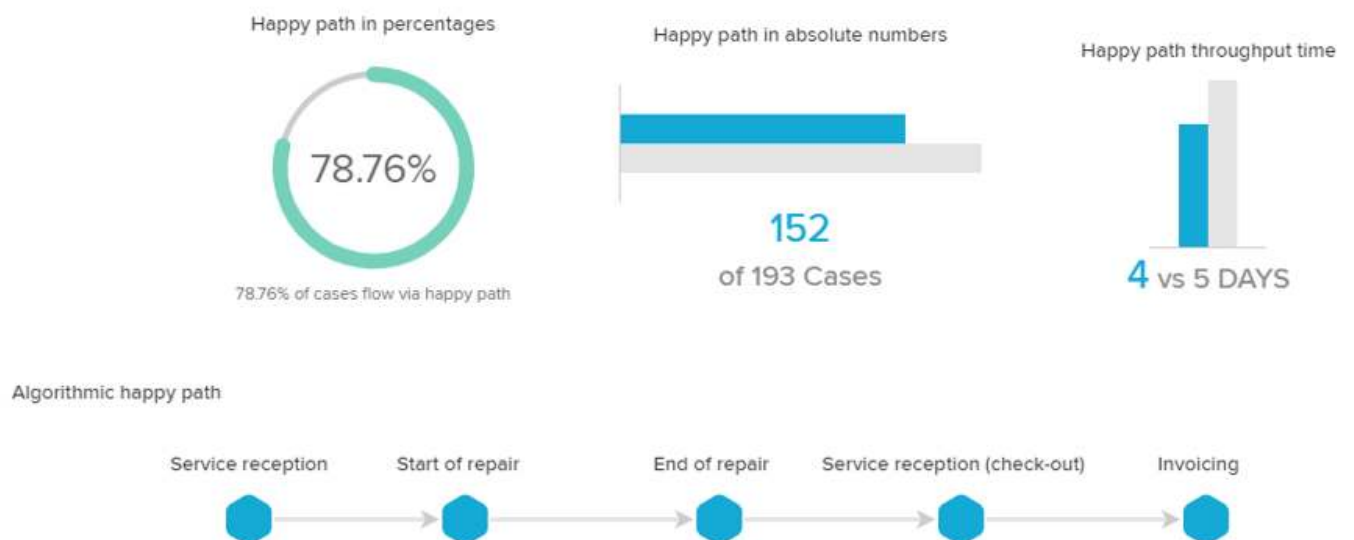 Happy path in percentages
78.76%
78.76% of cases flow via happy path
Happy path in absolute numbers
152
of 193 Cases
Happy path throughput time
4 vs 5 DAYS
Algorithmic happy path
Service reception
Start of repair
End of repair
Service reception (check-out)
Invoicing